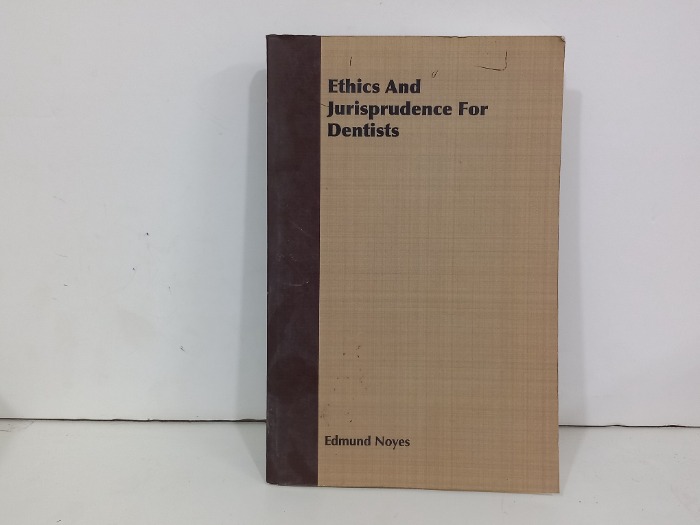 Ethics And
Jurisprudence For
Dentists
Edmund Noyes